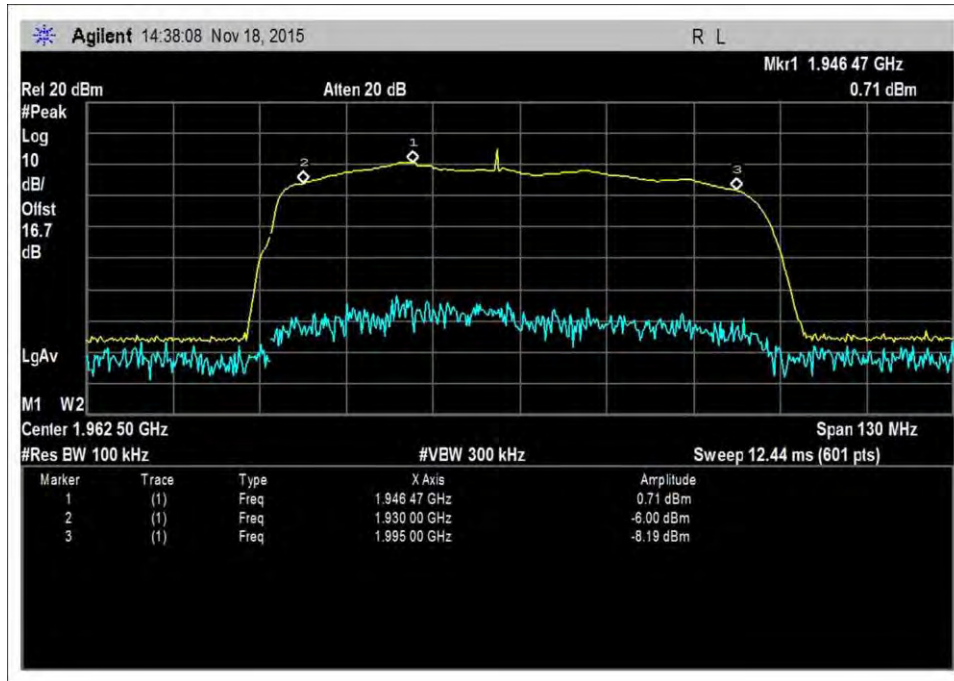 Agilent 14:38:08 Nov 18, 2015 R L
Mkr1 1.946 47 GHz
Ref 20 dBm Atten 20 dB 0.71 dBm
#Peak
Log
10
dB/
Offst
16.7
dB
1
2
3
LgAv
M1 W2
Center 1.962 50 GHz Span 130 MHz
#Res BW 100 kHz #VBW 300 kHz Sweep 12.44 ms (601 pts)
Marker Trace Type X Axis Amplitude
1 (1) Freq 1.946 47 GHz 0.71 dBm
2 (1) Freq 1.930 00 GHz -6.00 dBm
3 (1) Freq 1.995 00 GHz -8.19 dBm